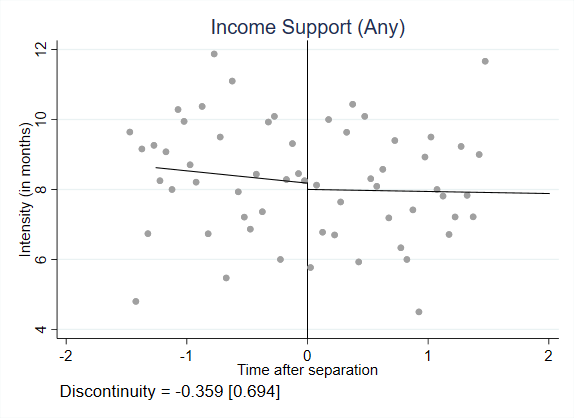 Income Support (Any)
Intensity (in months)
12
10
8
6
4
-2
-1
0
1
2
Time after separation
Discontinuity = -0.359 [0.694]